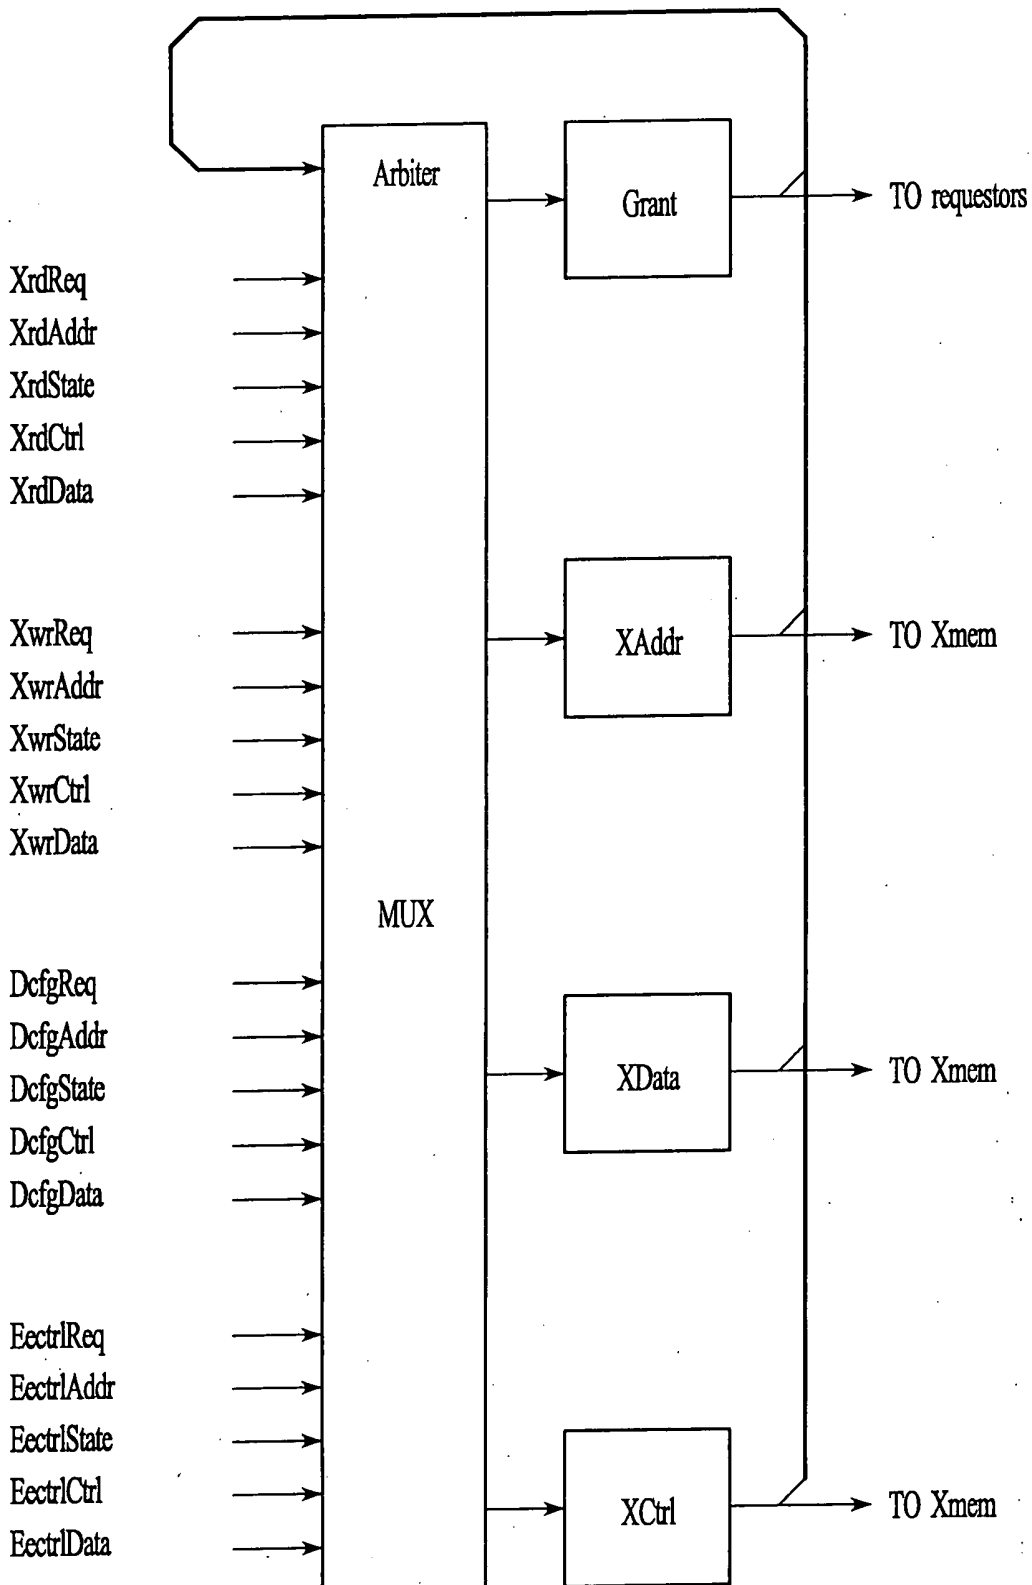 Arbiter
Grant
TO requestors
XrdReq
XrdAddr
XrdState
XrdCtrl
XrdData
XwrReq
XAddr
TO Xmem
XwrAddr
XwrState
XwrCtrl
XwrData
MUX
DcfgReq
DcfgAddr
XData
TO Xmem
DcfgState
DcfgCtrl
DcfgData
EectrlReq
EectrlAddr
EectrlState
EectrlCtrl
XCtrl
TO Xmem
EectrlData